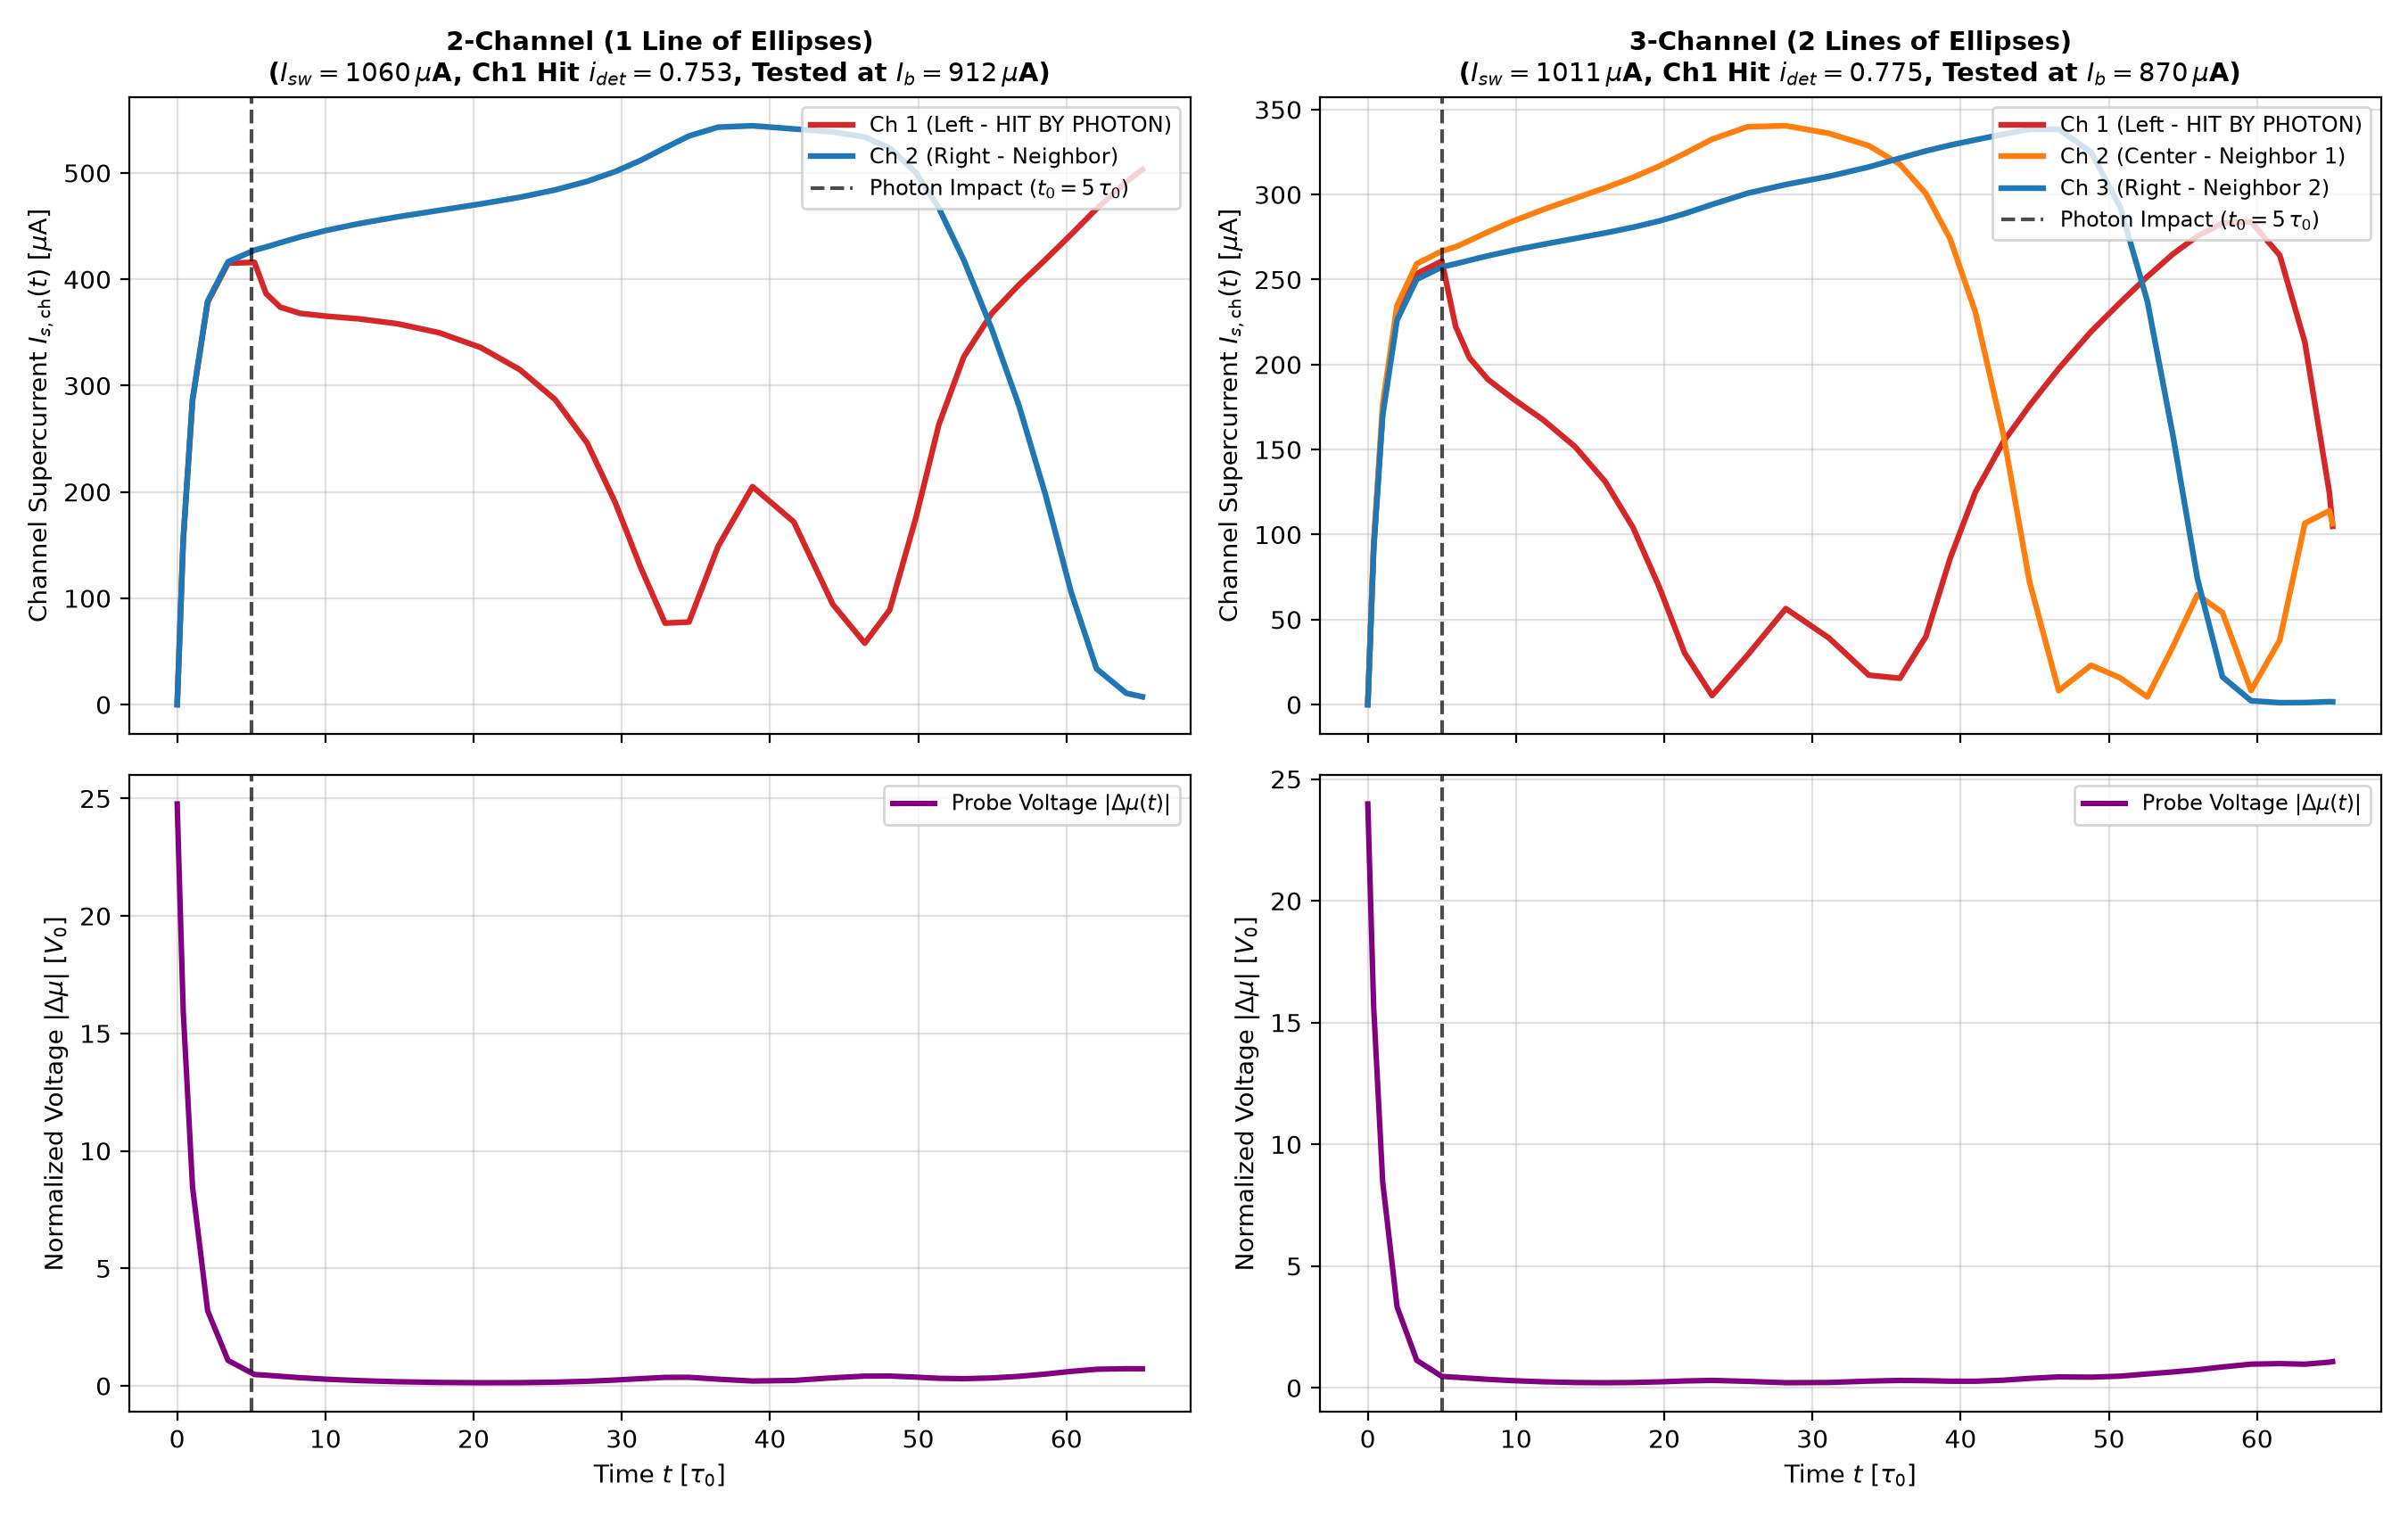 2-Channel (1 Line of Ellipses)
(I_sw = 1060 μA, Ch1 Hit i_det = 0.753, Tested at I_b = 912 μA)
Channel Supercurrent I_s,ch(t) [μA]
500
400
300
200
100
0
Ch 1 (Left - HIT BY PHOTON)
Ch 2 (Right - Neighbor)
Photon Impact (t_0 = 5 τ_0)
3-Channel (2 Lines of Ellipses)
(I_sw = 1011 μA, Ch1 Hit i_det = 0.775, Tested at I_b = 870 μA)
Channel Supercurrent I_s,ch(t) [μA]
350
300
250
200
150
100
50
0
Ch 1 (Left - HIT BY PHOTON)
Ch 2 (Center - Neighbor 1)
Ch 3 (Right - Neighbor 2)
Photon Impact (t_0 = 5 τ_0)
Normalized Voltage |Δμ| [V_0]
25
20
15
10
5
0
Probe Voltage |Δμ(t)|
0 10 20 30 40 50 60
Time t [τ_0]
Normalized Voltage |Δμ| [V_0]
25
20
15
10
5
0
Probe Voltage |Δμ(t)|
0 10 20 30 40 50 60
Time t [τ_0]